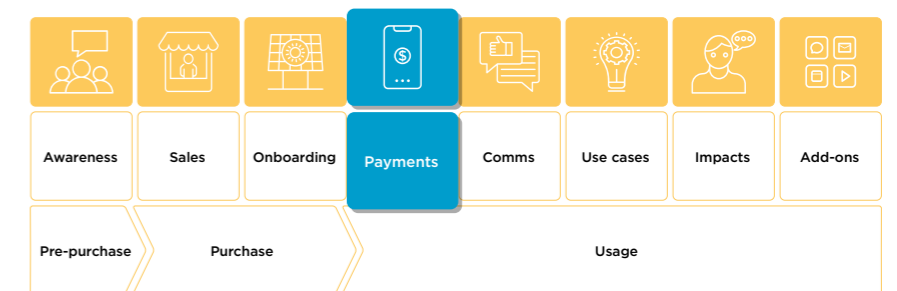 $
Awareness
Sales
Onboarding
Payments
Comms
Use cases
Impacts
Add-ons
Pre-purchase
Purchase
Usage